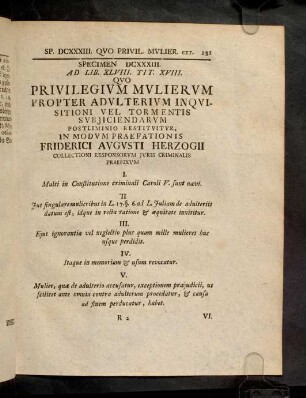 SP. DCXXXIII. QVO PRIVIL. MVLIER. etc. 131
SPECIMEN DCXXXIII.
AD LIB. XLVIII. TIT. XVIII.
QVO
PRIVILEGIVM MVLIERVM
PROPTER ADVLTERIVM INQVI-
SITIONI VEL TORMENTIS
SVBJICIENDARVM
POSTLIMINIO RESTITVITVR,
IN MODVM PRAEFATIONIS
FRIDERICI AVGVSTI HERZOGII
COLLECTIONI RESPONSORVM JVRIS CRIMINALIS
PRAEFIXVM
I.
Multi in Constitutione criminali Caroli V. sunt naevi.
II
Jus singulare mulieribus in L. 17. §. 6. ad L. Juliam de adulteriis
datum est, idque in recta ratione & aequitate innititur.
III.
Ejus ignorantia vel neglectio plus quam mille mulieres huc
usque perdidit.
IV.
Itaque in memoriam & usum revocatur.
V.
Mulier, quae de adulterio accusatur, exceptionem praejudicii, ut
scilicet ante omnia contra adulterum procedatur, & causa
ad finem perducatur, habet.
R 2 VI.